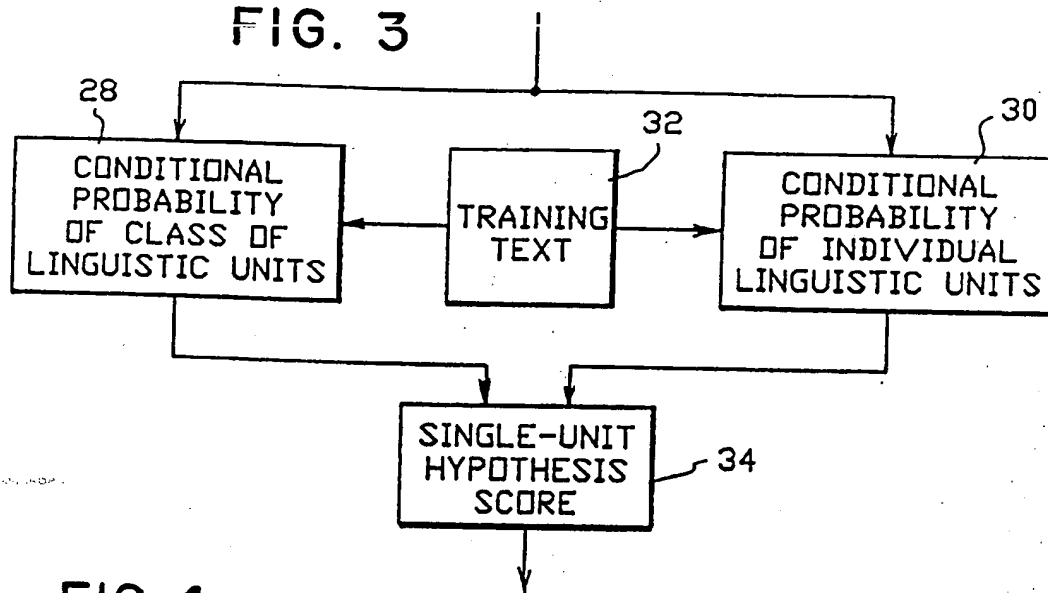 FIG. 3
28
CONDITIONAL
PROBABILITY
OF CLASS OF
LINGUISTIC UNITS
32
TRAINING
TEXT
30
CONDITIONAL
PROBABILITY
OF INDIVIDUAL
LINGUISTIC UNITS
SINGLE-UNIT
HYPOTHESIS
SCORE
34